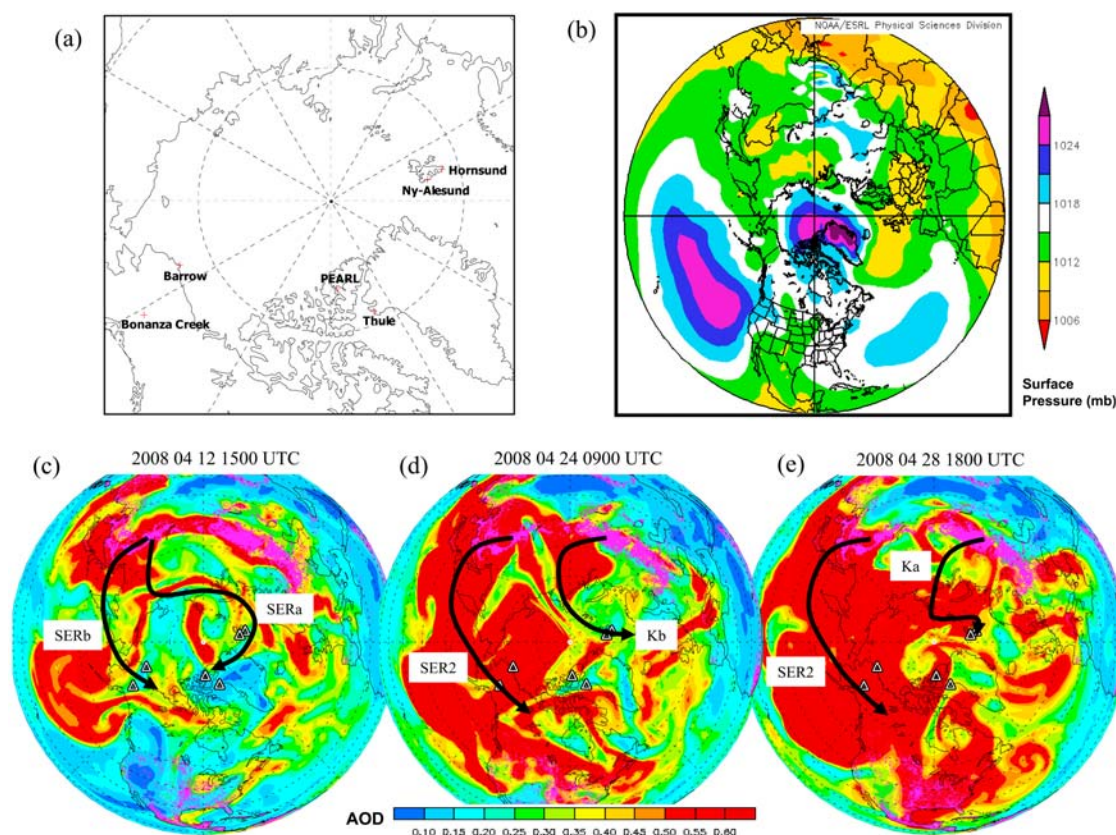 (a)
Hornsund
Ny-Alesund
Barrow
PEARL
Bonanza Creek
Thule
(b)
NOAA/ESRL Physical Sciences Division
1024
1018
1012
1006
Surface
Pressure (mb)
(c)
2008 04 12 1500 UTC
SERa
SERb
(d)
2008 04 24 0900 UTC
Kb
SER2
(e)
2008 04 28 1800 UTC
Ka
SER2
AOD
0.10 0.15 0.20 0.25 0.30 0.35 0.40 0.45 0.50 0.55 0.60